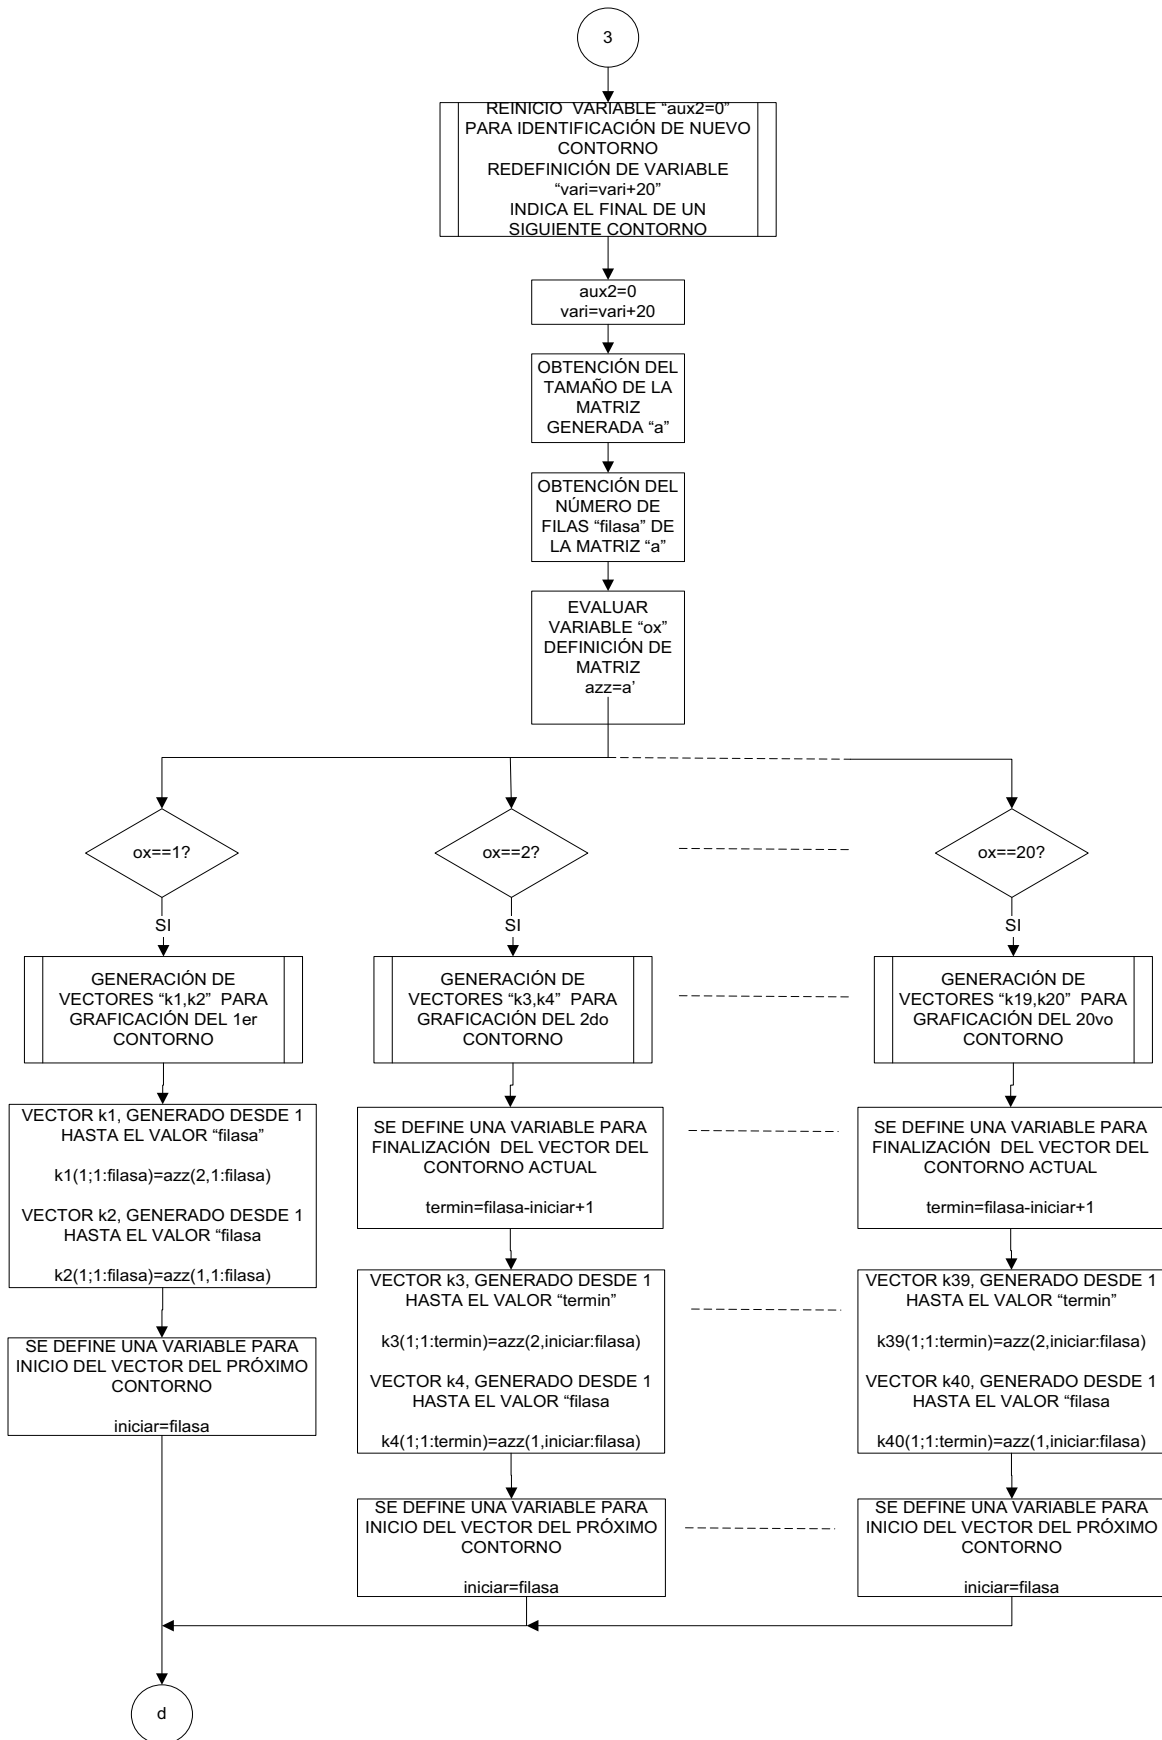 3
REINICIO VARIABLE “aux2=0”
PARA IDENTIFICACIÓN DE NUEVO
CONTORNO
REDEFINICIÓN DE VARIABLE
“vari=vari+20”
INDICA EL FINAL DE UN
SIGUIENTE CONTORNO
aux2=0
vari=vari+20
OBTENCIÓN DEL
TAMAÑO DE LA
MATRIZ
GENERADA “a”
OBTENCIÓN DEL
NÚMERO DE
FILAS “filasa” DE
LA MATRIZ “a”
EVALUAR
VARIABLE “ox”
DEFINICIÓN DE
MATRIZ
azz=a’
ox==1?
SI
GENERACIÓN DE
VECTORES “k1,k2” PARA
GRAFICACIÓN DEL 1er
CONTORNO
VECTOR k1, GENERADO DESDE 1
HASTA EL VALOR “filasa”
k1(1;1:filasa)=azz(2,1:filasa)
VECTOR k2, GENERADO DESDE 1
HASTA EL VALOR “filasa
k2(1;1:filasa)=azz(1,1:filasa)
SE DEFINE UNA VARIABLE PARA
INICIO DEL VECTOR DEL PRÓXIMO
CONTORNO
iniciar=filasa
ox==2?
SI
GENERACIÓN DE
VECTORES “k3,k4” PARA
GRAFICACIÓN DEL 2do
CONTORNO
SE DEFINE UNA VARIABLE PARA
FINALIZACIÓN DEL VECTOR DEL
CONTORNO ACTUAL
termin=filasa-iniciar+1
VECTOR k3, GENERADO DESDE 1
HASTA EL VALOR “termin”
k3(1;1:termin)=azz(2,iniciar:filasa)
VECTOR k4, GENERADO DESDE 1
HASTA EL VALOR “filasa
k4(1;1:termin)=azz(1,iniciar:filasa)
SE DEFINE UNA VARIABLE PARA
INICIO DEL VECTOR DEL PRÓXIMO
CONTORNO
iniciar=filasa
ox==20?
SI
GENERACIÓN DE
VECTORES “k19,k20” PARA
GRAFICACIÓN DEL 20vo
CONTORNO
SE DEFINE UNA VARIABLE PARA
FINALIZACIÓN DEL VECTOR DEL
CONTORNO ACTUAL
termin=filasa-iniciar+1
VECTOR k39, GENERADO DESDE 1
HASTA EL VALOR “termin”
k39(1;1:termin)=azz(2,iniciar:filasa)
VECTOR k40, GENERADO DESDE 1
HASTA EL VALOR “filasa
k40(1;1:termin)=azz(1,iniciar:filasa)
SE DEFINE UNA VARIABLE PARA
INICIO DEL VECTOR DEL PRÓXIMO
CONTORNO
iniciar=filasa
d